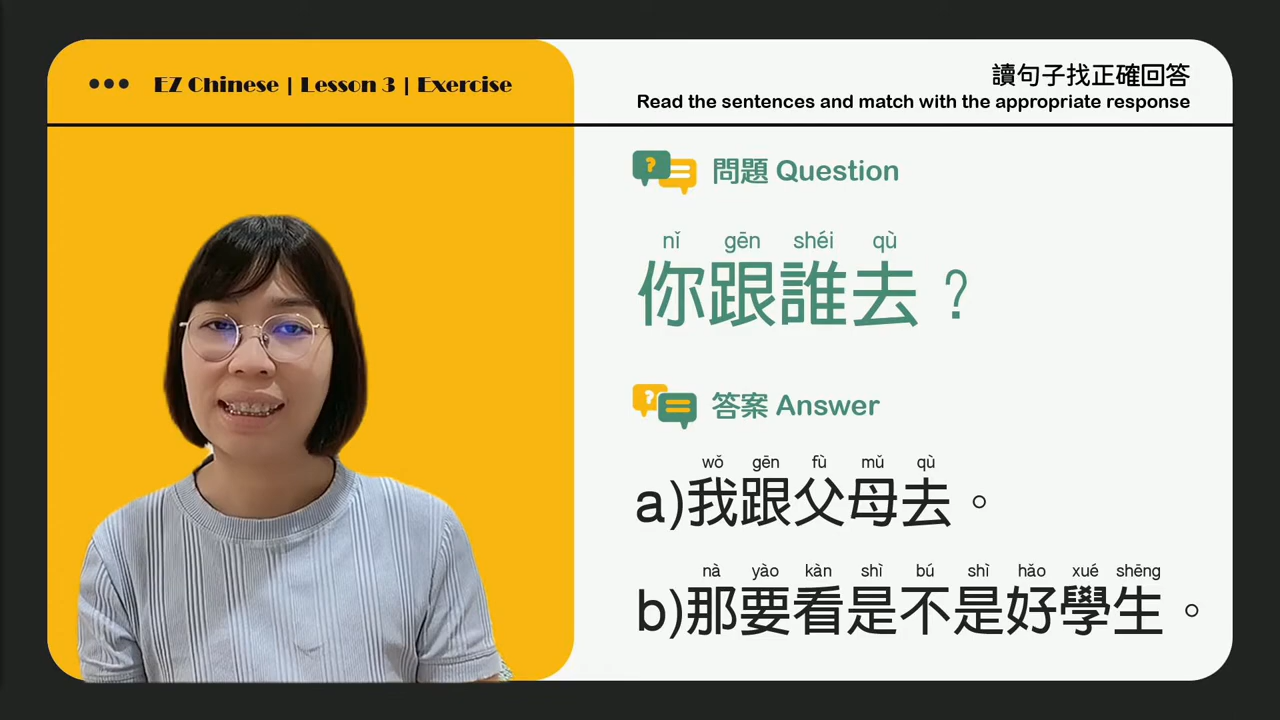 EZ Chinese | Lesson 3 | Exercise
讀句子找正確回答
Read the sentences and match with the appropriate response
? 問題 Question
nǐ gēn shéi qù
你跟誰去？
? 答案 Answer
wǒ gēn fù mǔ qù
a)我跟父母去。
nà yào kàn shì bú shì hǎo xué shēng
b)那要看是不是好學生。